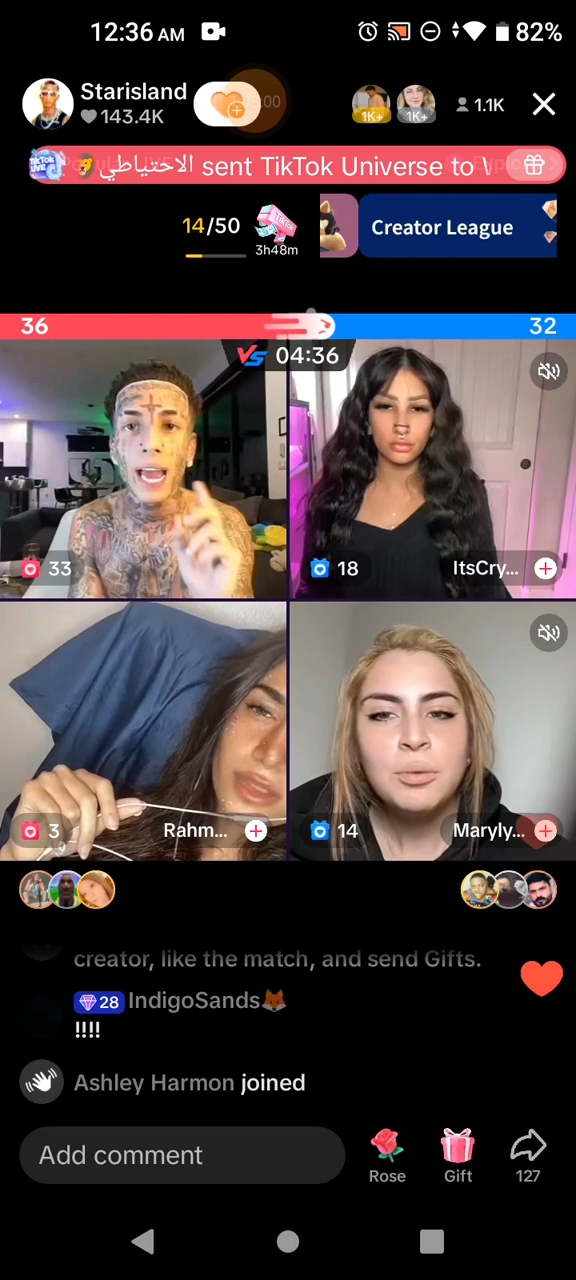 12:36 AM
82%
Starisland
143.4K
1K+
1K+
1.1K
الاحتياطي sent TikTok Universe to
14/50
3h48m
Creator League
36
32
VS 04:36
33
18
ItsCry...
3
Rahm...
14
Maryly...
creator, like the match, and send Gifts.
28 IndigoSands🦊
!!!!
Ashley Harmon joined
Add comment
Rose
Gift
127